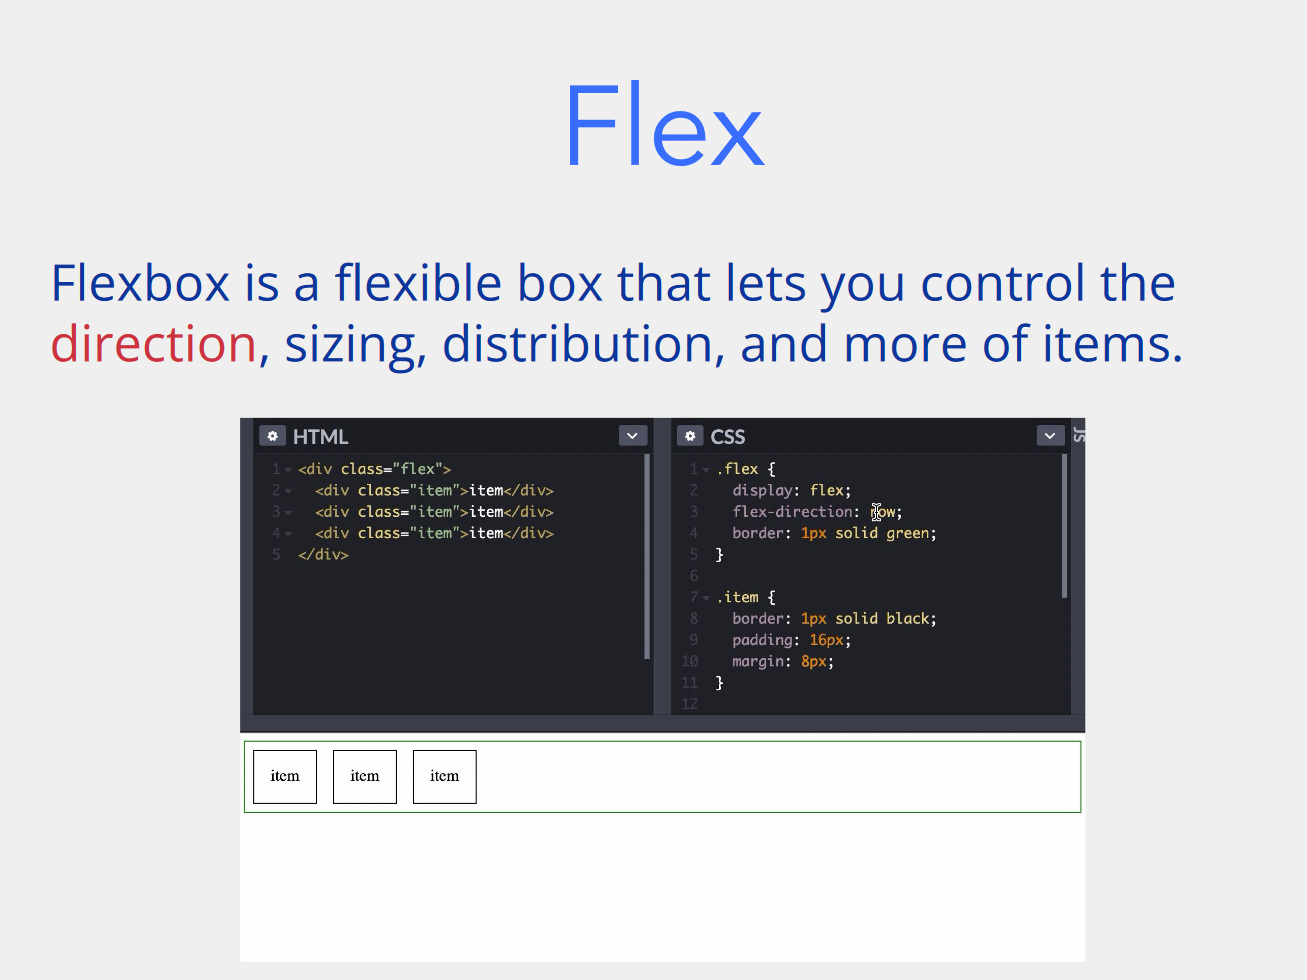 Flex
Flexbox is a flexible box that lets you control the
direction, sizing, distribution, and more of items.
HTML
1 <div class="flex">
2   <div class="item">item</div>
3   <div class="item">item</div>
4   <div class="item">item</div>
5 </div>
CSS
1 .flex {
2   display: flex;
3   flex-direction: row;
4   border: 1px solid green;
5 }
6
7 .item {
8   border: 1px solid black;
9   padding: 16px;
10   margin: 8px;
11 }
12
JS
item item item